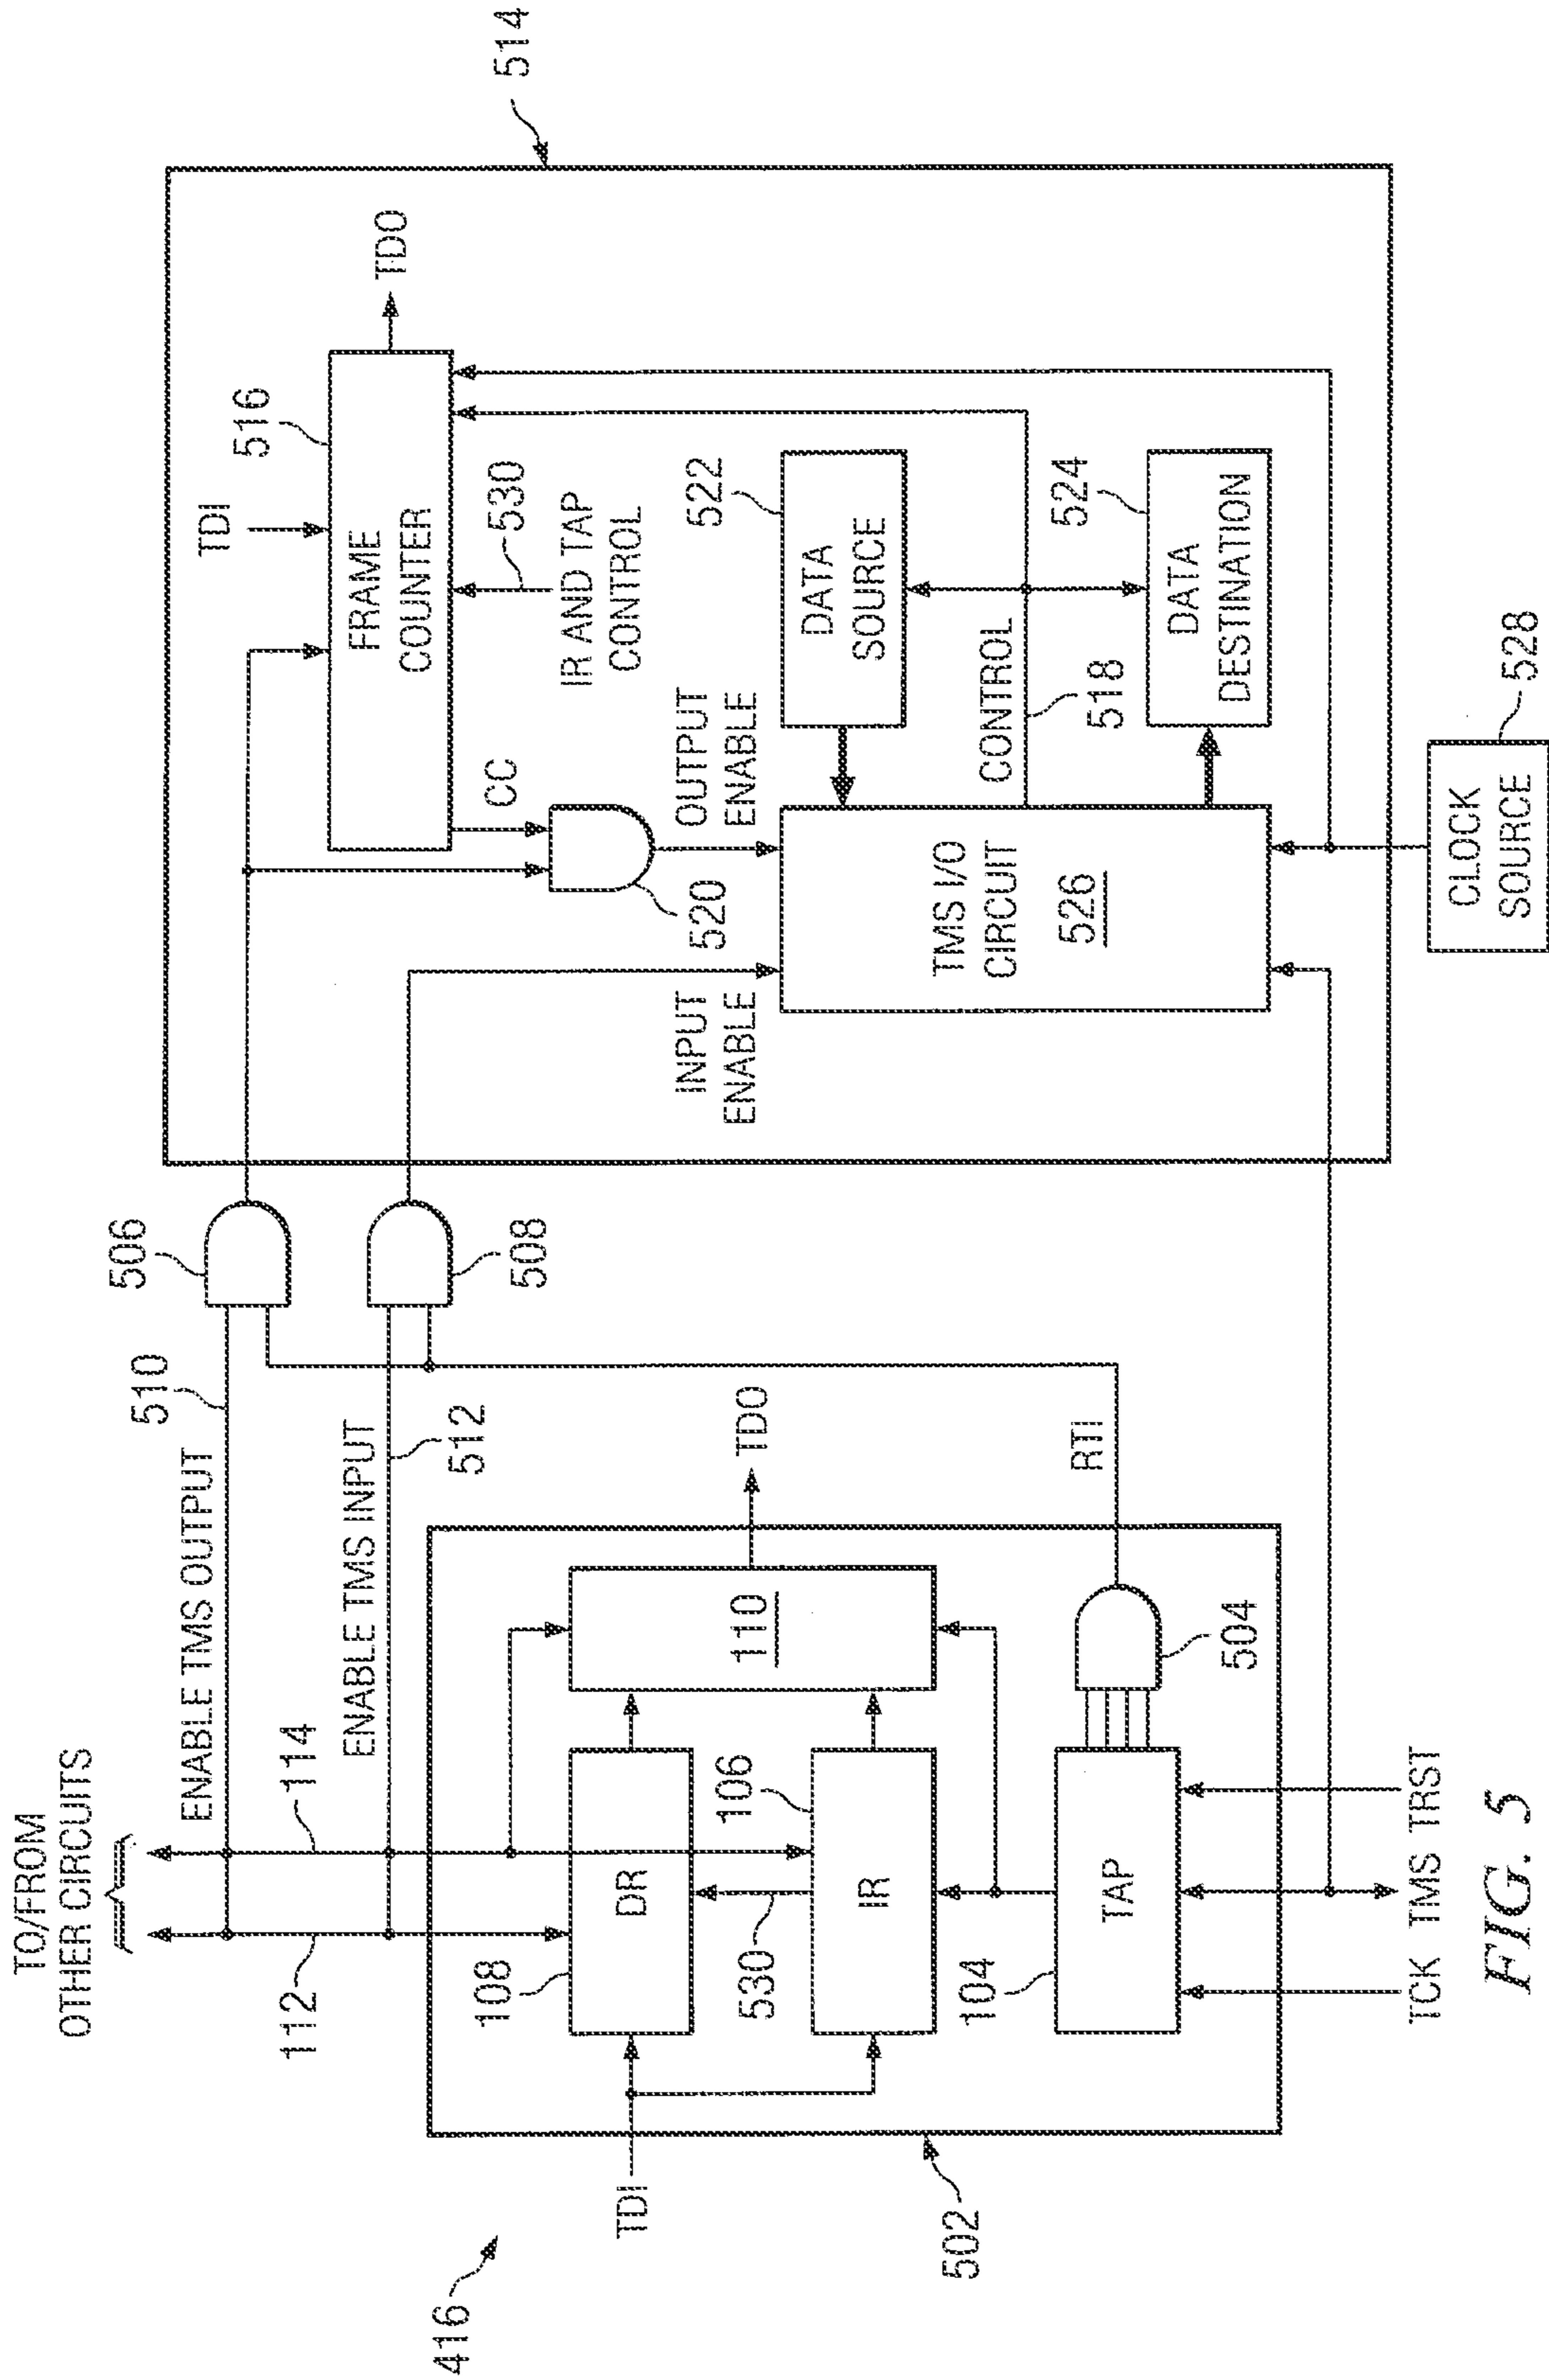 416
TO/FROM
OTHER CIRCUITS
112
114
ENABLE TMS OUTPUT
510
ENABLE TMS INPUT
512
506
508
TDI
108
DR
530
106
IR
110
TDO
104
TAP
504
RTI
502
TCK
TMS
TRST
514
TDI
516
TDO
FRAME
COUNTER
530
IR AND TAP
CONTROL
CC
520
OUTPUT
ENABLE
INPUT
ENABLE
522
DATA
SOURCE
TMS I/O
CIRCUIT
526
CONTROL
518
524
DATA
DESTINATION
CLOCK
SOURCE
528
FIG. 5